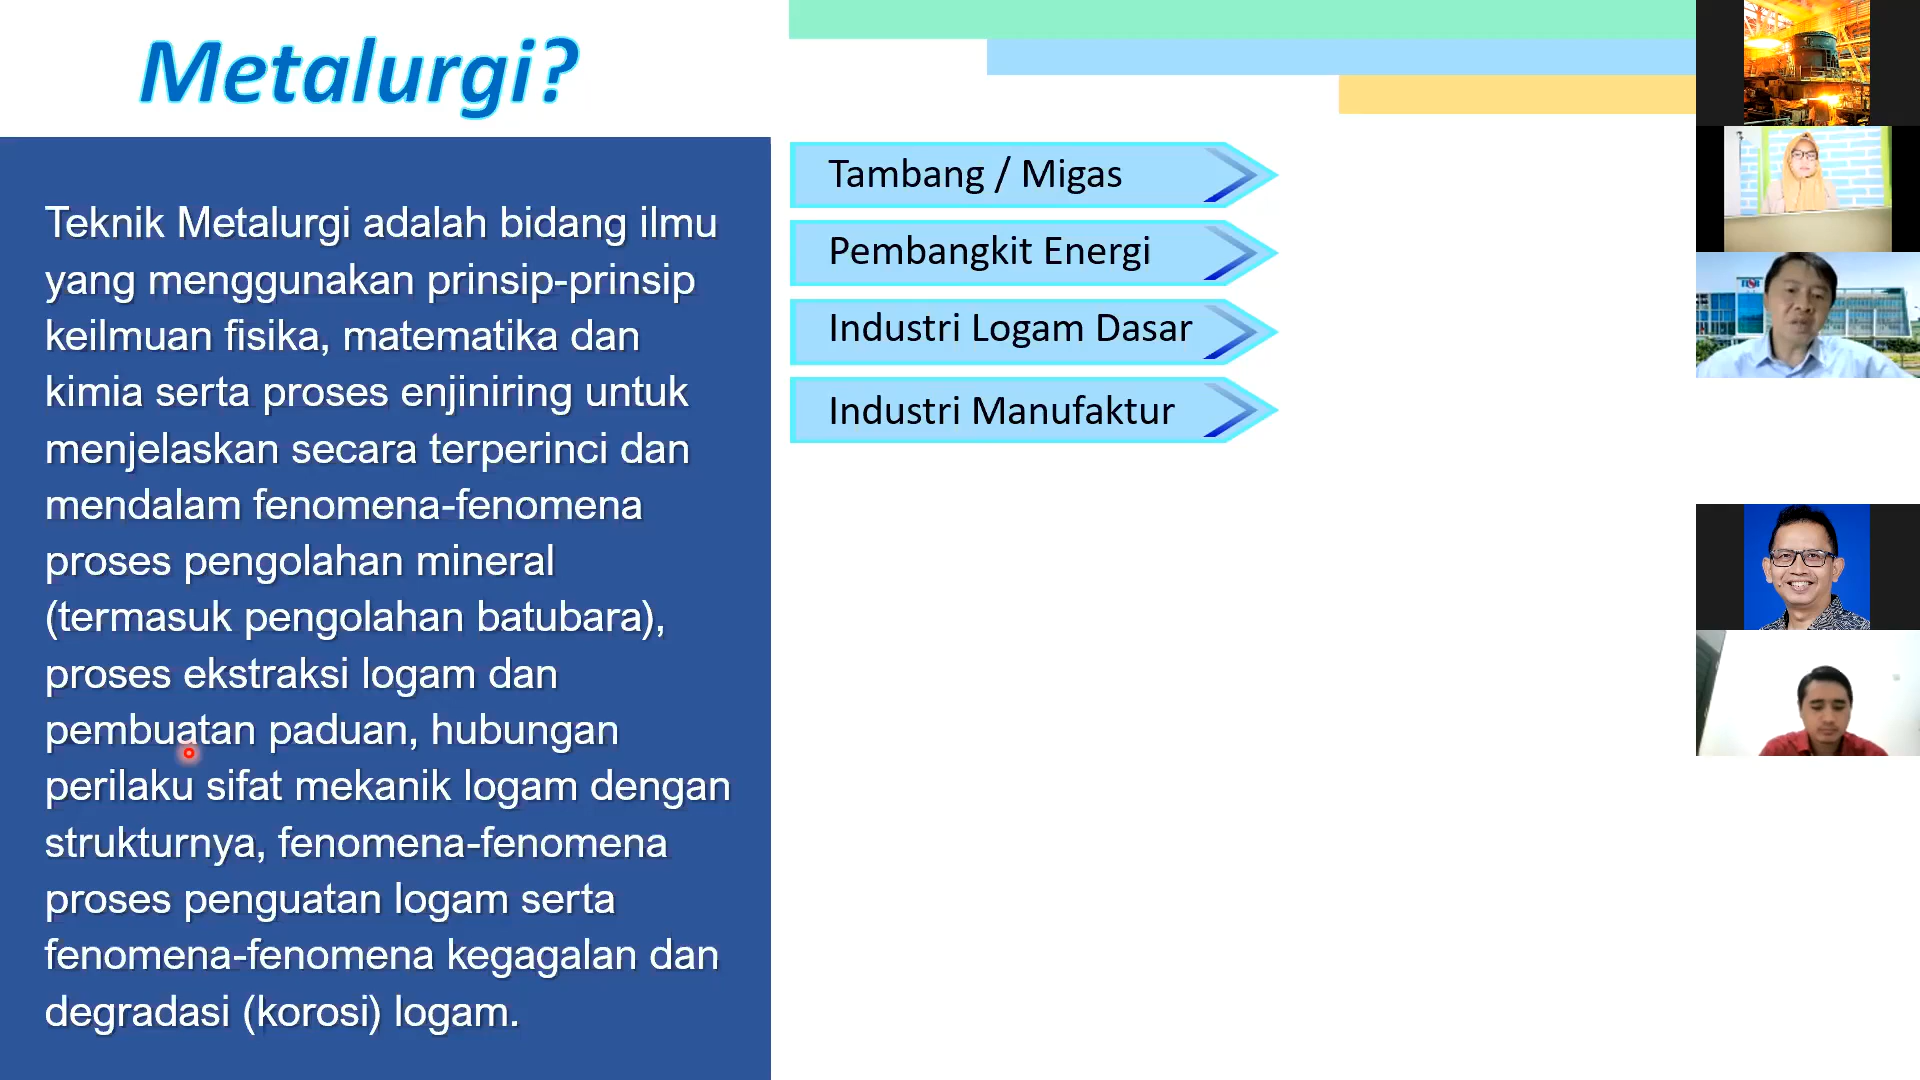 Metalurgi?
Teknik Metalurgi adalah bidang ilmu
yang menggunakan prinsip-prinsip
keilmuan fisika, matematika dan
kimia serta proses enjiniring untuk
menjelaskan secara terperinci dan
mendalam fenomena-fenomena
proses pengolahan mineral
(termasuk pengolahan batubara),
proses ekstraksi logam dan
pembuatan paduan, hubungan
perilaku sifat mekanik logam dengan
strukturnya, fenomena-fenomena
proses penguatan logam serta
fenomena-fenomena kegagalan dan
degradasi (korosi) logam.
Tambang / Migas
Pembangkit Energi
Industri Logam Dasar
Industri Manufaktur